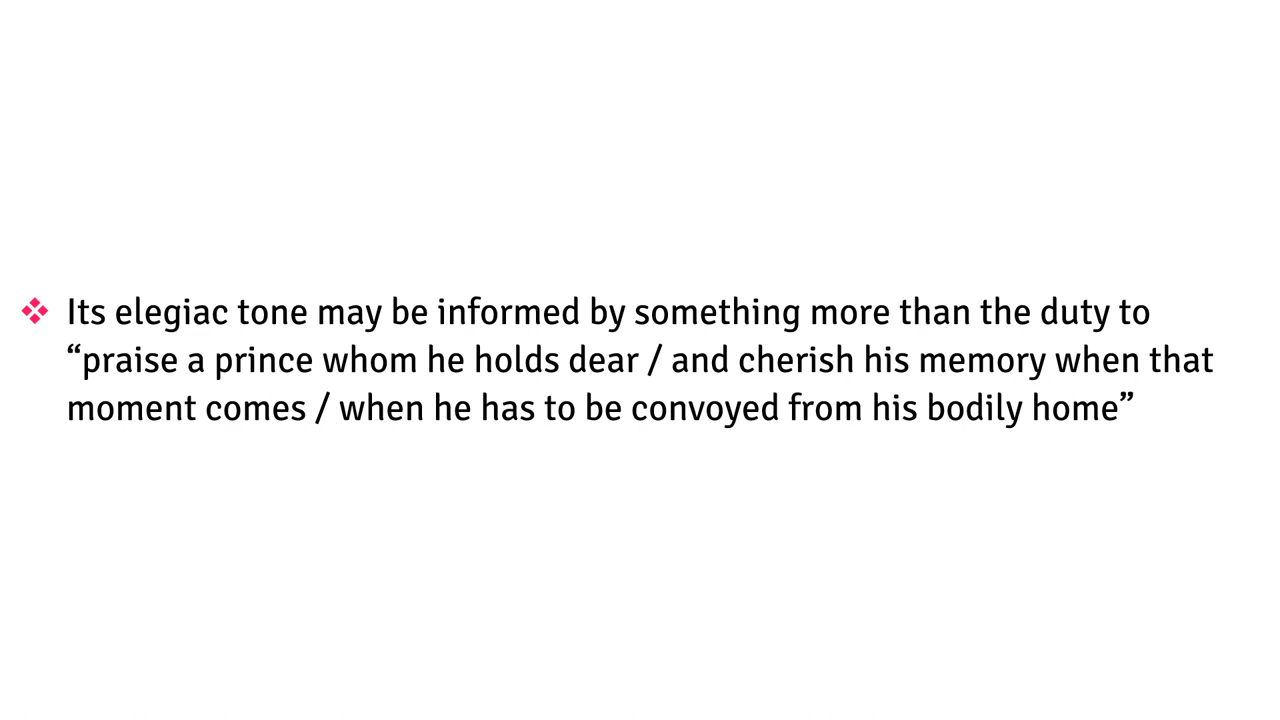 ❖ Its elegiac tone may be informed by something more than the duty to
“praise a prince whom he holds dear / and cherish his memory when that
moment comes / when he has to be convoyed from his bodily home”